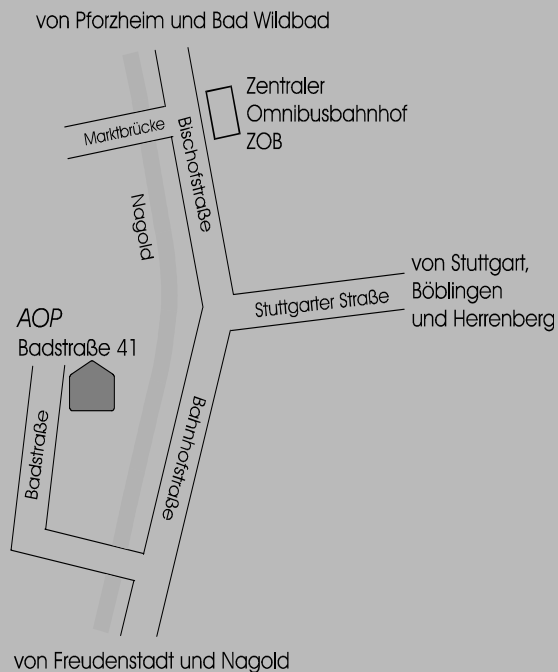 von Pforzheim und Bad Wildbad
Zentraler
Omnibusbahnhof
ZOB
Marktbrücke
Bischofstraße
Nagold
von Stuttgart,
Böblingen
und Herrenberg
Stuttgarter Straße
AOP
Badstraße 41
Badstraße
Bahnhofstraße
von Freudenstadt und Nagold